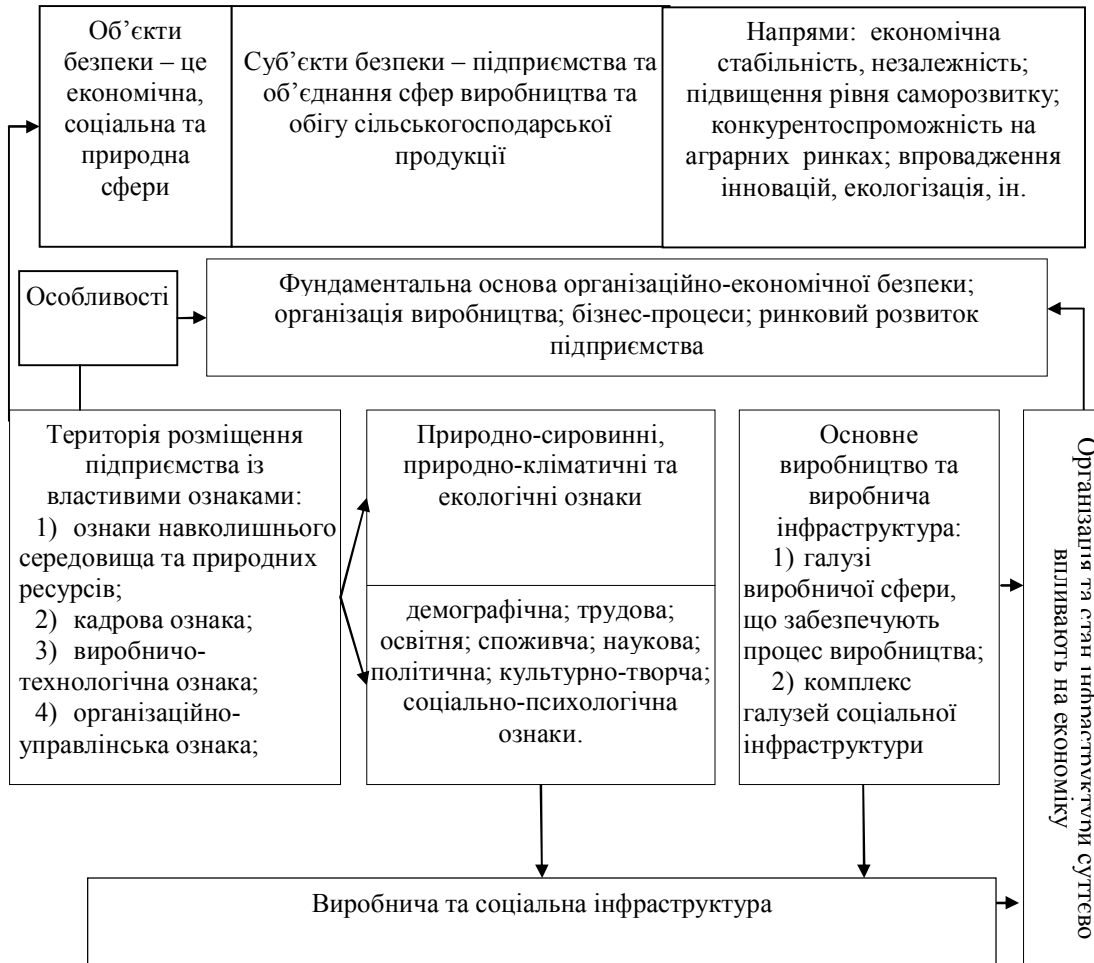 Об’єкти
безпеки – це
економічна,
соціальна та
природна
сфери
Суб’єкти безпеки – підприємства та
об’єднання сфер виробництва та
обігу сільськогосподарської
продукції
Напрями: економічна
стабільність, незалежність;
підвищення рівня саморозвитку;
конкурентоспроможність на
аграрних ринках; впровадження
інновацій, екологізація, ін.
Особливості
Фундаментальна основа організаційно-економічної безпеки;
організація виробництва; бізнес-процеси; ринковий розвиток
підприємства
Територія розміщення
підприємства із
властивими ознаками:
1) ознаки навколишнього
середовища та природних
ресурсів;
2) кадрова ознака;
3) виробничо-
технологічна ознака;
4) організаційно-
управлінська ознака;
Природно-сировинні,
природно-кліматичні та
екологічні ознаки
демографічна; трудова;
освітня; споживча; наукова;
політична; культурно-творча;
соціально-психологічна
ознаки.
Основне
виробництво та
виробнича
інфраструктура:
1) галузі
виробничої сфери,
що забезпечують
процес виробництва;
2) комплекс
галузей соціальної
інфраструктури
Організація та стан інфраструктури суттєво
впливають на економіку
Виробнича та соціальна інфраструктура